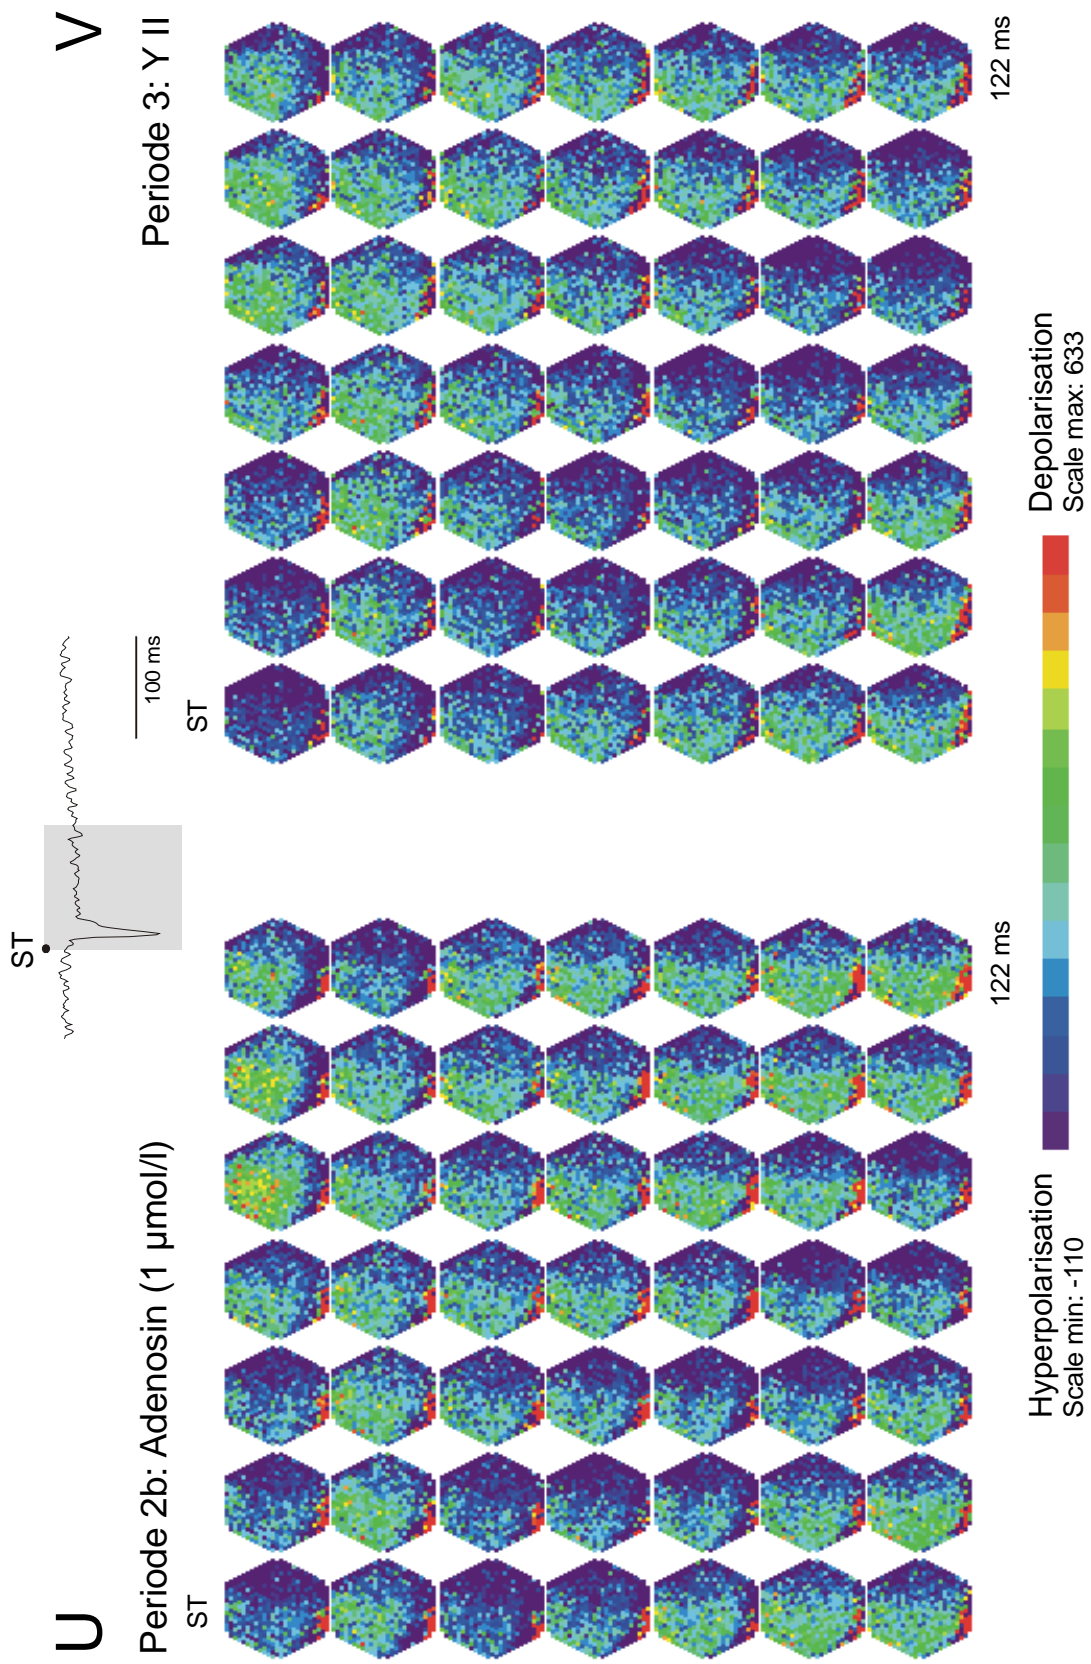 U
V
Periode 2b: Adenosin (1 µmol/l)
Periode 3: Y II
ST
100 ms
ST
ST
122 ms
122 ms
Hyperpolarisation
Scale min: -110
Depolarisation
Scale max: 633